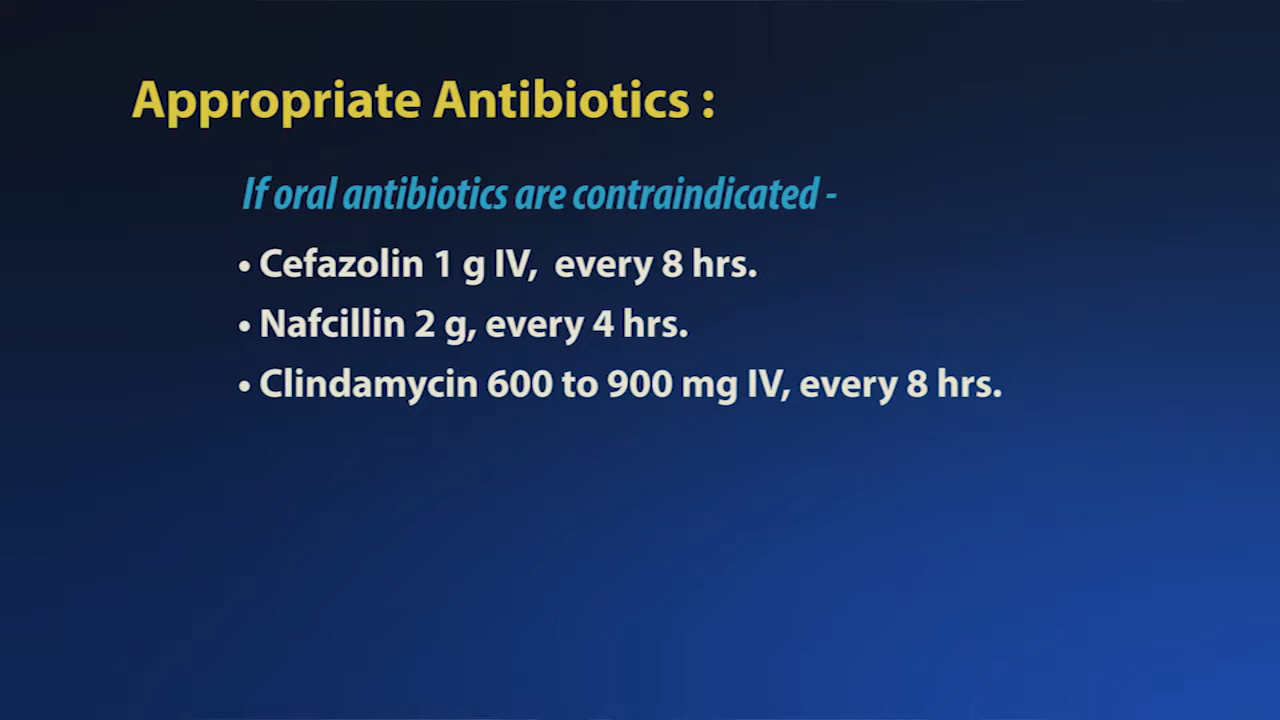 Appropriate Antibiotics :
If oral antibiotics are contraindicated -
• Cefazolin 1 g IV,  every 8 hrs.
• Nafcillin 2 g, every 4 hrs.
• Clindamycin 600 to 900 mg IV, every 8 hrs.